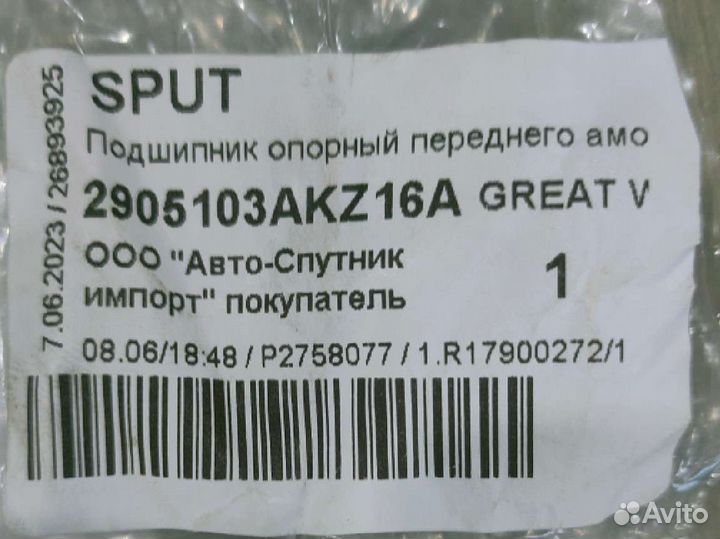 SPUT
Подшипник опорный переднего амо
2905103AKZ16A GREAT W
ООО "Авто-Спутник
импорт" покупатель
1
08.06/18:48 / P2758077 / 1.R17900272/1
7.06.2023 / 26893925
Avito